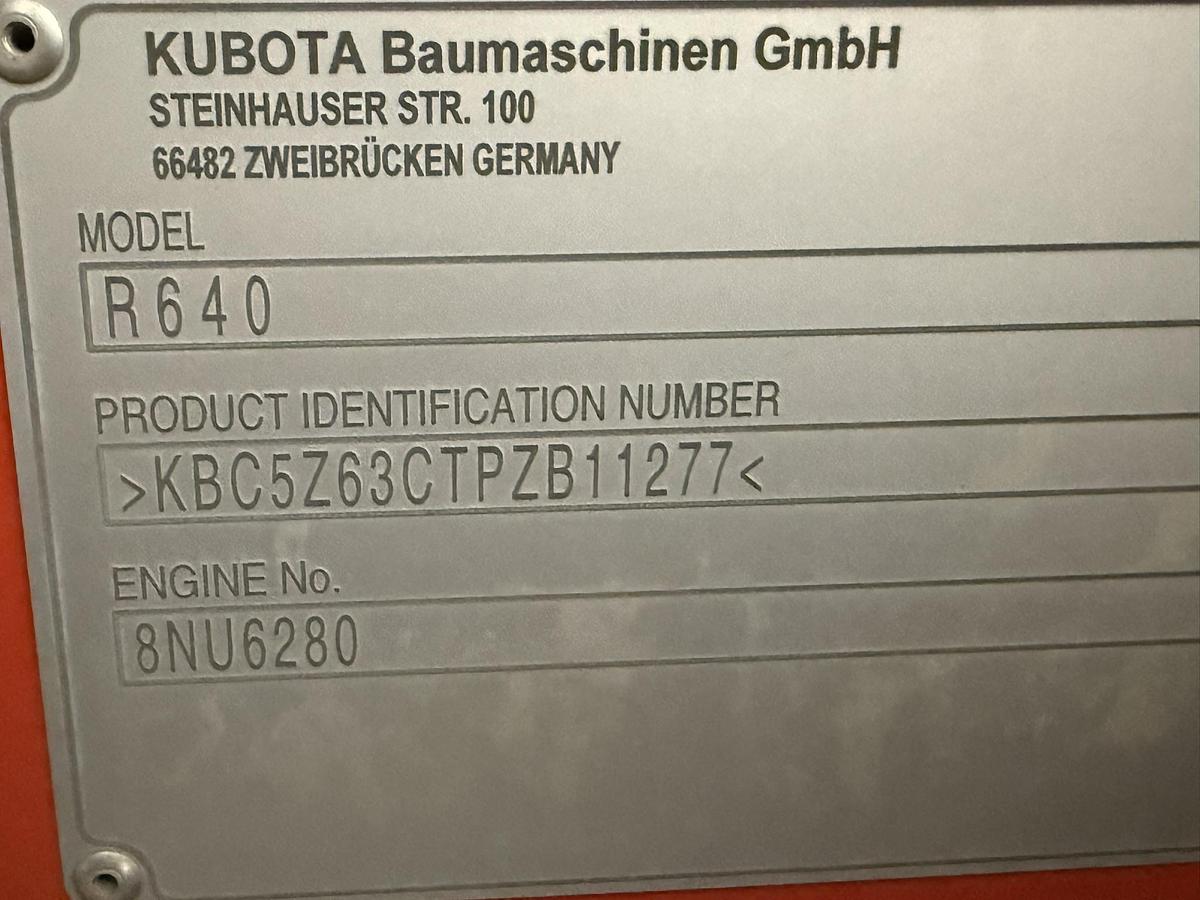 KUBOTA Baumaschinen GmbH
STEINHAUSER STR. 100
66482 ZWEIBRÜCKEN GERMANY
MODEL
R640
PRODUCT IDENTIFICATION NUMBER
>KBC5Z63CTPZB11277<
ENGINE No.
8NU6280